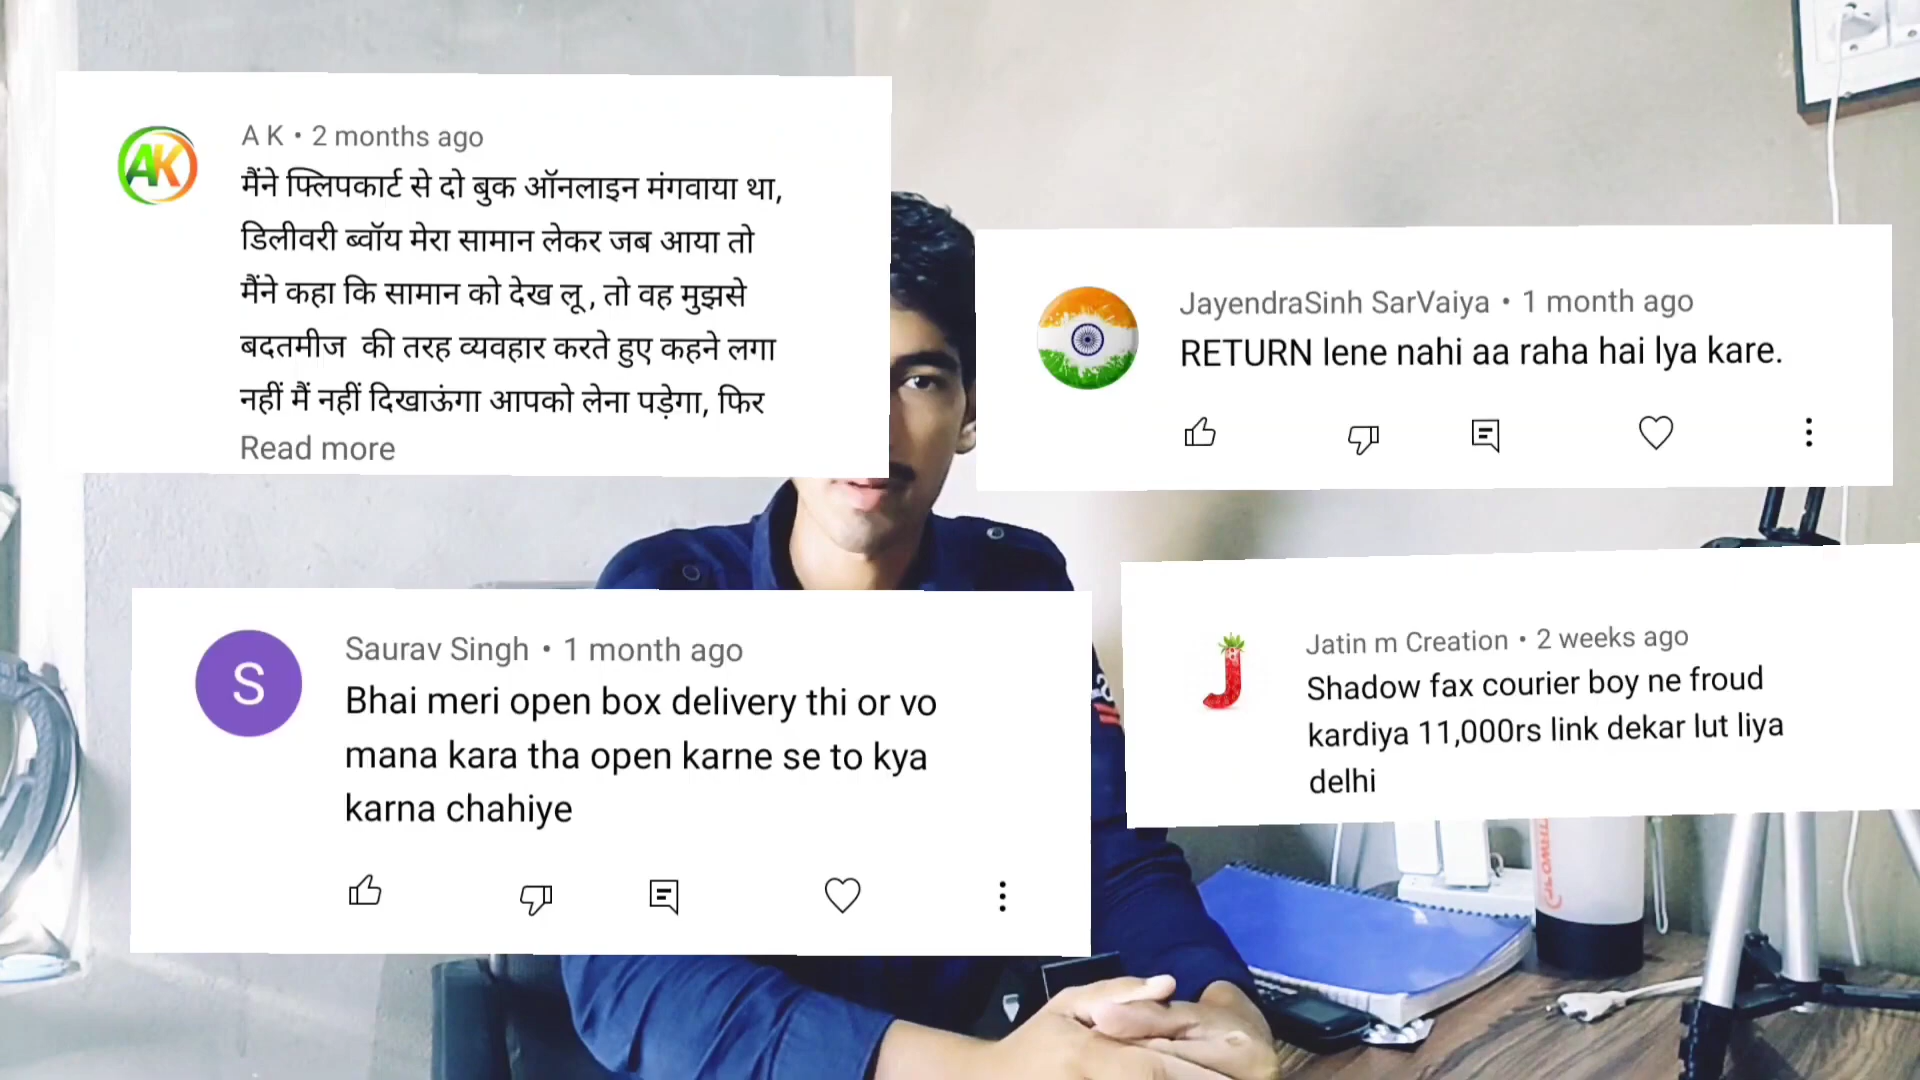 A K • 2 months ago
मैंने फ्लिपकार्ट से दो बुक ऑनलाइन मंगवाया था,
डिलीवरी ब्वॉय मेरा सामान लेकर जब आया तो
मैंने कहा कि सामान को देख लू , तो वह मुझसे
बदतमीज की तरह व्यवहार करते हुए कहने लगा
नहीं मैं नहीं दिखाऊंगा आपको लेना पड़ेगा, फिर
Read more
JayendraSinh SarVaiya • 1 month ago
RETURN lene nahi aa raha hai lya kare.
S
Saurav Singh • 1 month ago
Bhai meri open box delivery thi or vo
mana kara tha open karne se to kya
karna chahiye
Jatin m Creation • 2 weeks ago
Shadow fax courier boy ne froud
kardiya 11,000rs link dekar lut liya
delhi